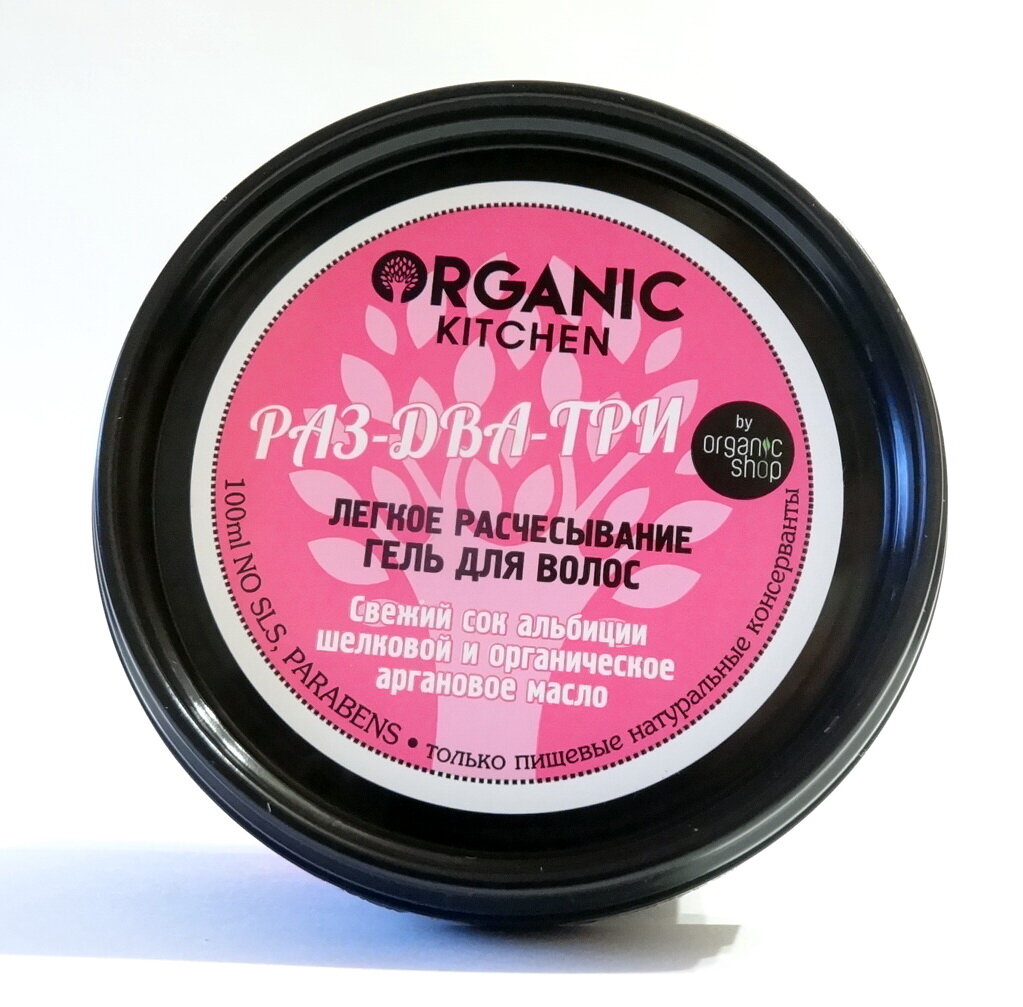 ORGANIC
KITCHEN
РАЗ-ДВА-ТРИ
by
organic
shop
ЛЕГКОЕ РАСЧЕСЫВАНИЕ
ГЕЛЬ ДЛЯ ВОЛОС
Свежий сок альбиции
шелковой и органическое
аргановое масло
100ml NO SLS, PARABENS • только пищевые натуральные консерванты